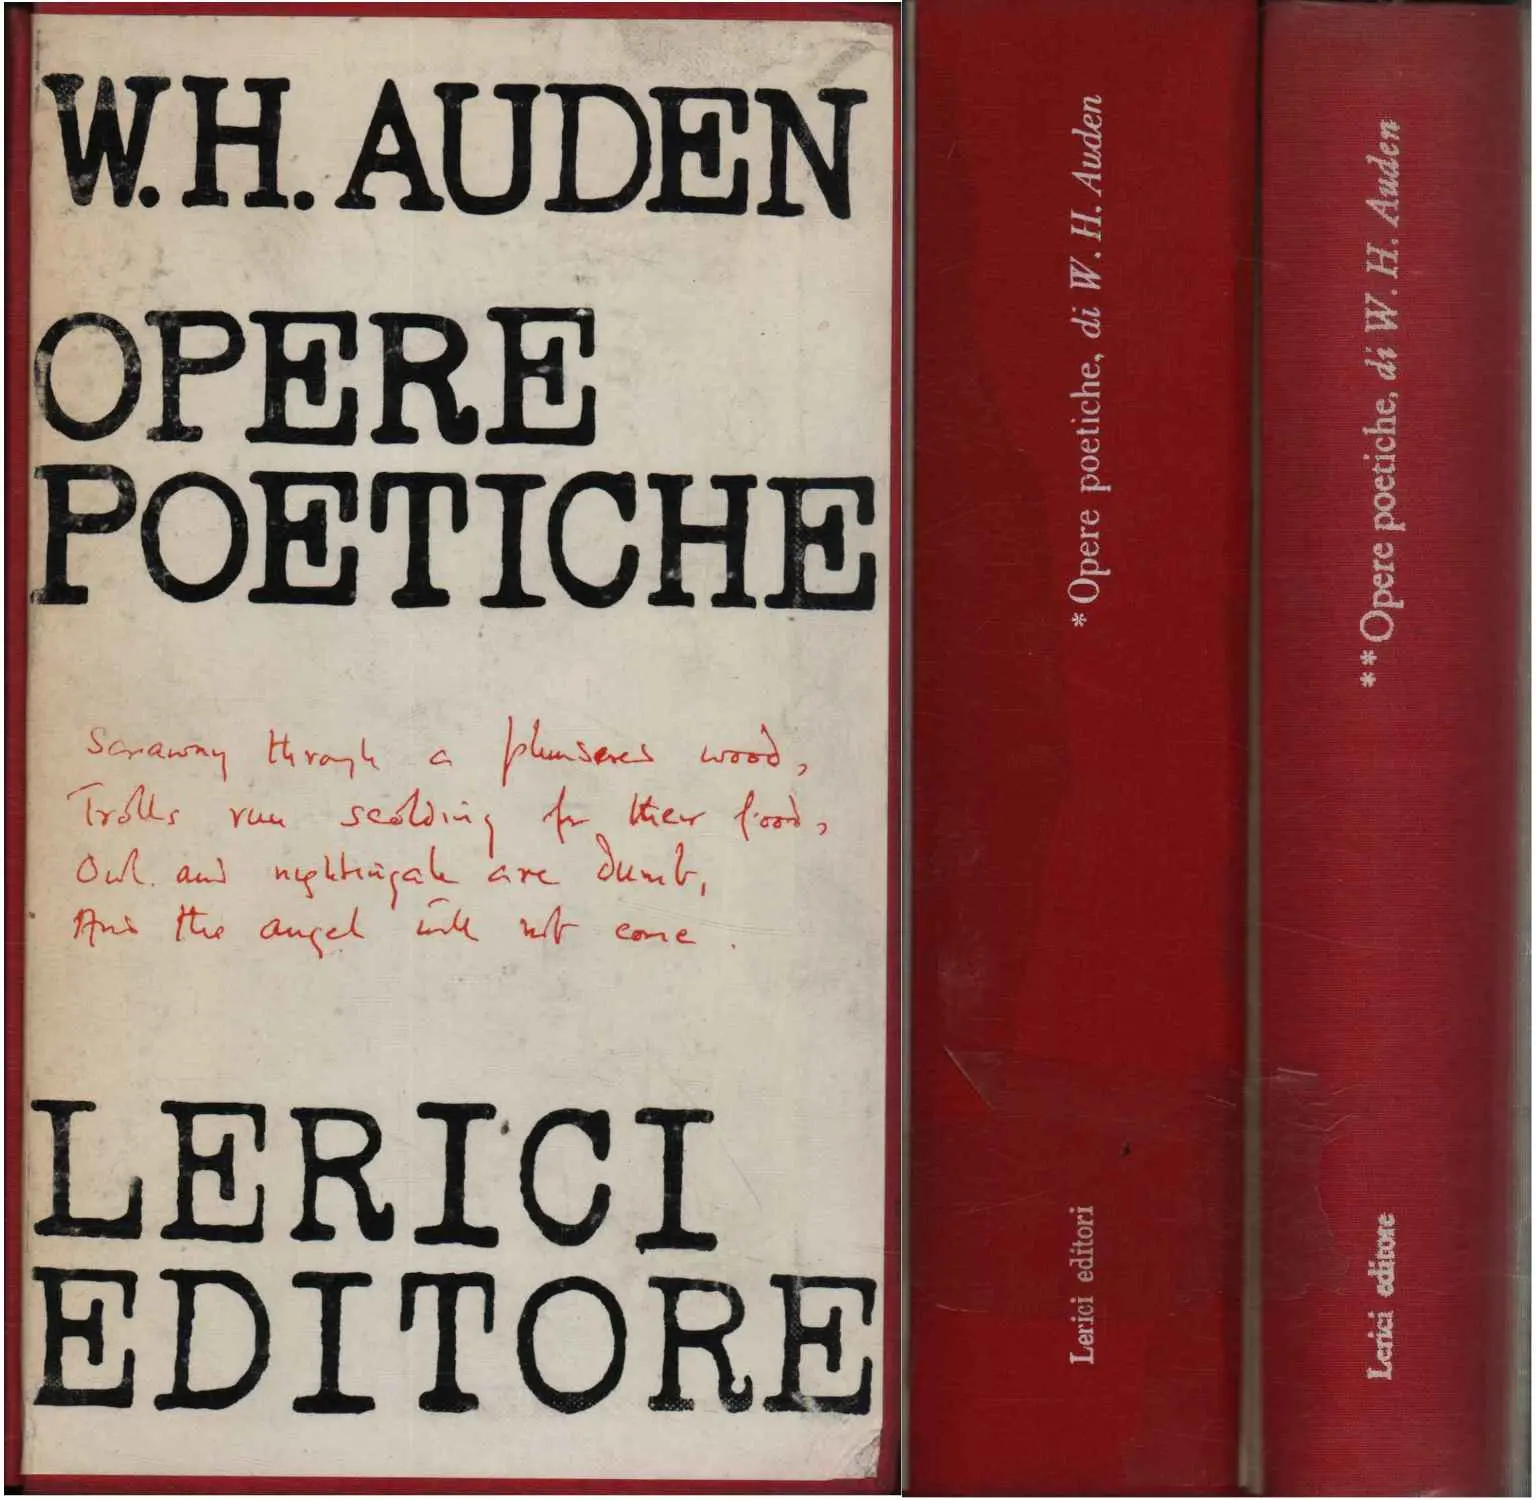 W.H. AUDEN
OPERE
POETICHE
Scrawny through a plundered wood,
Trolls run scolding for their food,
Owl and nightingale are dumb,
And the angel will not come.
LERICI
EDITORE
* Opere poetiche, di W. H. Auden
Lerici editori
** Opere poetiche, di W. H. Auden
Lerici editore